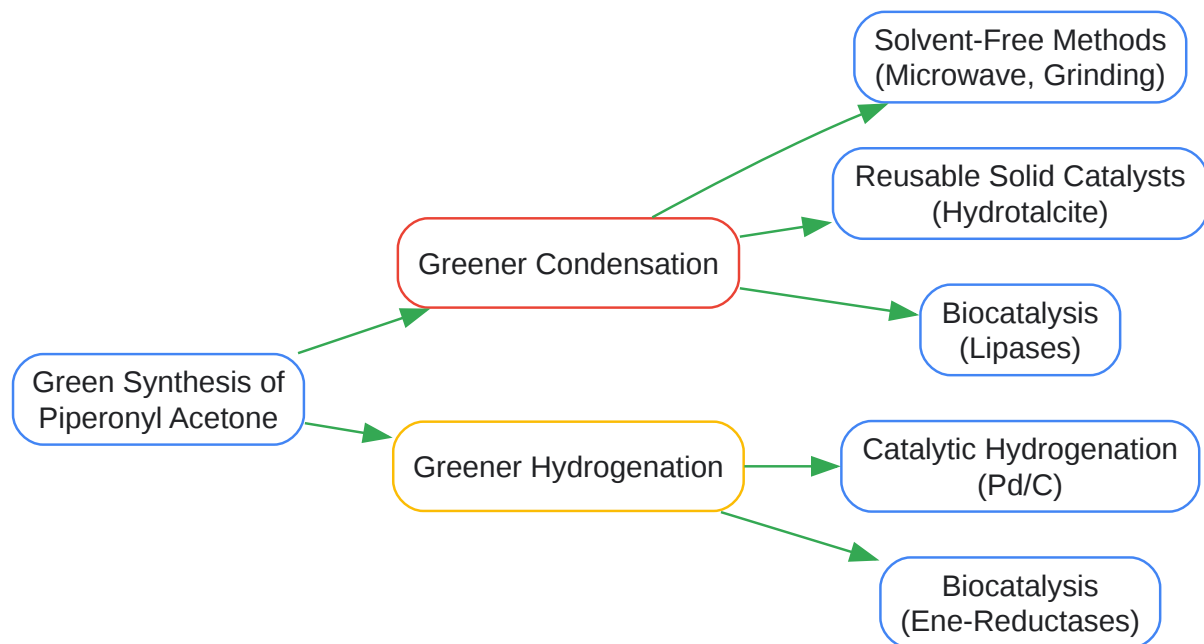 Solvent-Free Methods
(Microwave, Grinding)
Reusable Solid Catalysts
(Hydrotalcite)
Greener Condensation
Biocatalysis
(Lipases)
Green Synthesis of
Piperonyl Acetone
Greener Hydrogenation
Catalytic Hydrogenation
(Pd/C)
Biocatalysis
(Ene-Reductases)